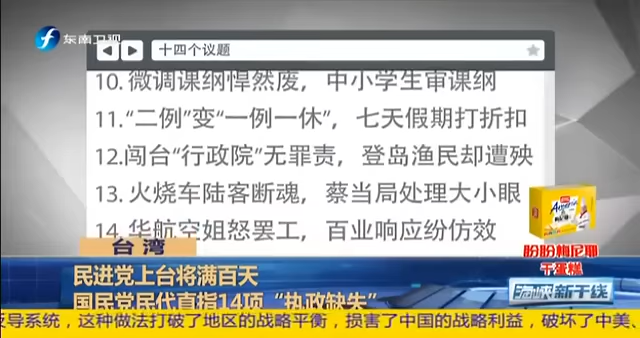 东南卫视
十四个议题
10. 微调课纲悍然废，中小学生审课纲
11.“二例”变“一例一休”，七天假期打折扣
12.闯台“行政院”无罪责，登岛渔民却遭殃
13. 火烧车陆客断魂，蔡当局处理大小眼
14. 华航空姐怒罢工，百业响应纷仿效
台湾
民进党上台将满百天
国民党民代直指14项“执政缺失”
盼盼梅尼耶
干蛋糕
海峡新干线
反导系统，这种做法打破了地区的战略平衡，损害了中国的战略利益，破坏了中美、